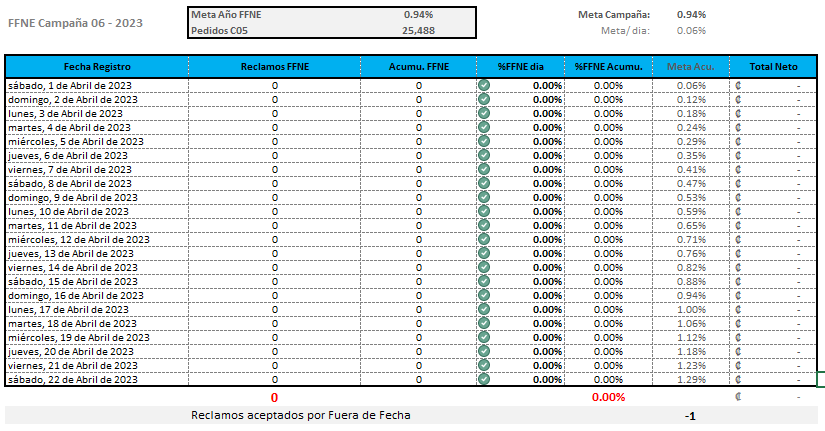 FFNE Campaña 06 - 2023
Meta Año FFNE 0.94%
Pedidos C05 25,488
Meta Campaña: 0.94%
Meta/ dia: 0.06%
Fecha Registro Reclamos FFNE Acumu. FFNE %FFNE dia %FFNE Acumu. Meta Acu. Total Neto
sábado, 1 de Abril de 2023 0 0 0.00% 0.00% 0.06% ₡ -
domingo, 2 de Abril de 2023 0 0 0.00% 0.00% 0.12% ₡ -
lunes, 3 de Abril de 2023 0 0 0.00% 0.00% 0.18% ₡ -
martes, 4 de Abril de 2023 0 0 0.00% 0.00% 0.24% ₡ -
miércoles, 5 de Abril de 2023 0 0 0.00% 0.00% 0.29% ₡ -
jueves, 6 de Abril de 2023 0 0 0.00% 0.00% 0.35% ₡ -
viernes, 7 de Abril de 2023 0 0 0.00% 0.00% 0.41% ₡ -
sábado, 8 de Abril de 2023 0 0 0.00% 0.00% 0.47% ₡ -
domingo, 9 de Abril de 2023 0 0 0.00% 0.00% 0.53% ₡ -
lunes, 10 de Abril de 2023 0 0 0.00% 0.00% 0.59% ₡ -
martes, 11 de Abril de 2023 0 0 0.00% 0.00% 0.65% ₡ -
miércoles, 12 de Abril de 2023 0 0 0.00% 0.00% 0.71% ₡ -
jueves, 13 de Abril de 2023 0 0 0.00% 0.00% 0.76% ₡ -
viernes, 14 de Abril de 2023 0 0 0.00% 0.00% 0.82% ₡ -
sábado, 15 de Abril de 2023 0 0 0.00% 0.00% 0.88% ₡ -
domingo, 16 de Abril de 2023 0 0 0.00% 0.00% 0.94% ₡ -
lunes, 17 de Abril de 2023 0 0 0.00% 0.00% 1.00% ₡ -
martes, 18 de Abril de 2023 0 0 0.00% 0.00% 1.06% ₡ -
miércoles, 19 de Abril de 2023 0 0 0.00% 0.00% 1.12% ₡ -
jueves, 20 de Abril de 2023 0 0 0.00% 0.00% 1.18% ₡ -
viernes, 21 de Abril de 2023 0 0 0.00% 0.00% 1.23% ₡ -
sábado, 22 de Abril de 2023 0 0 0.00% 0.00% 1.29% ₡ -
0 0.00% ₡ -
Reclamos aceptados por Fuera de Fecha -1